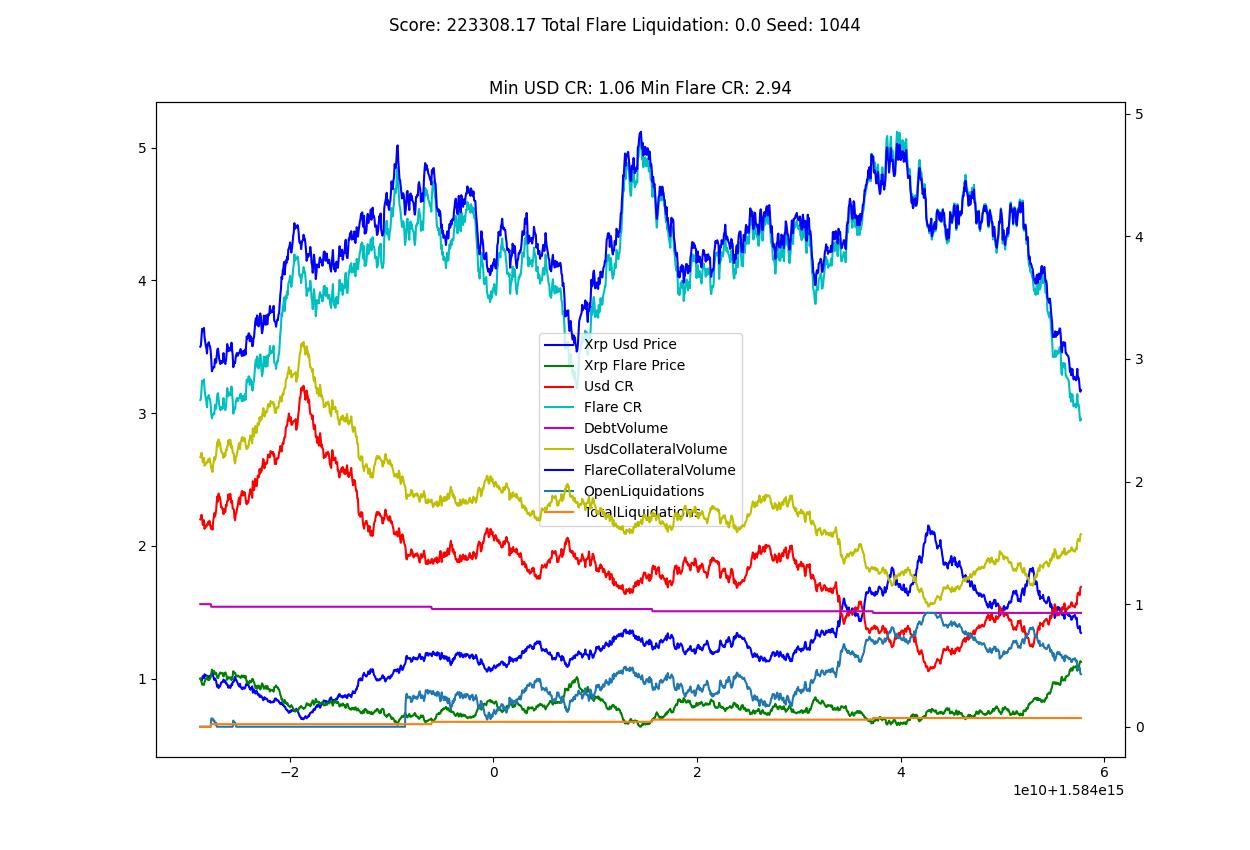 Score: 223308.17 Total Flare Liquidation: 0.0 Seed: 1044
Min USD CR: 1.06 Min Flare CR: 2.94
5
4
3
2
1
5
4
3
2
1
0
Xrp Usd Price
Xrp Flare Price
Usd CR
Flare CR
DebtVolume
UsdCollateralVolume
FlareCollateralVolume
OpenLiquidations
TotalLiquidations
−2 0 2 4 6
1e10+1.584e15